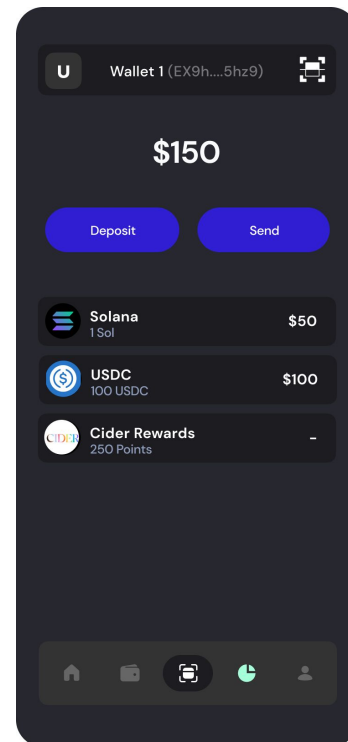 U
Wallet 1 (EX9h....5hz9)
$150
Deposit
Send
Solana
1 Sol
$50
USDC
100 USDC
$100
CIDER
Cider Rewards
250 Points
-